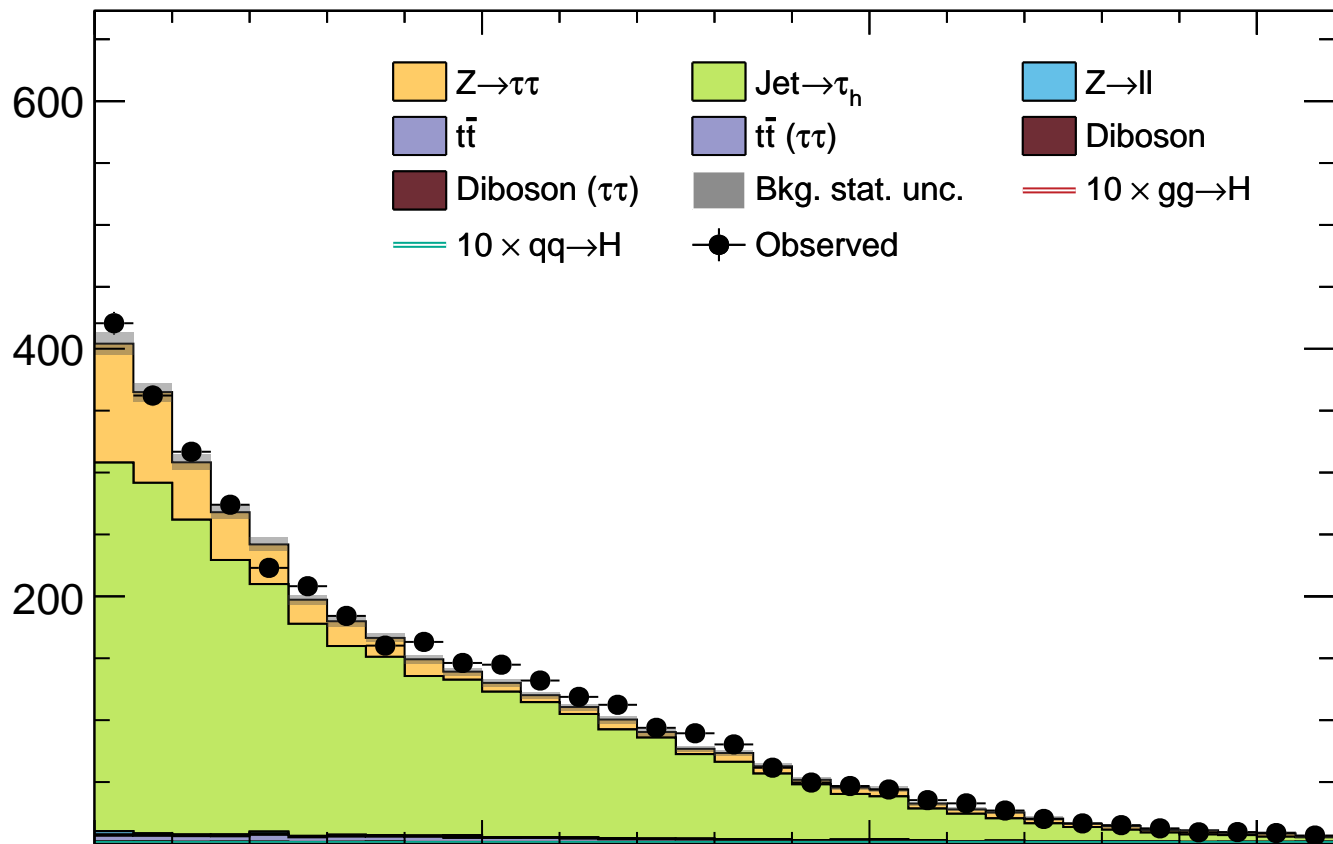 600
Z→ττ Jet→τh Z→ll
tt̄ tt̄ (ττ) Diboson
Diboson (ττ) Bkg. stat. unc. 10 × gg→H
10 × qq→H Observed
400
200